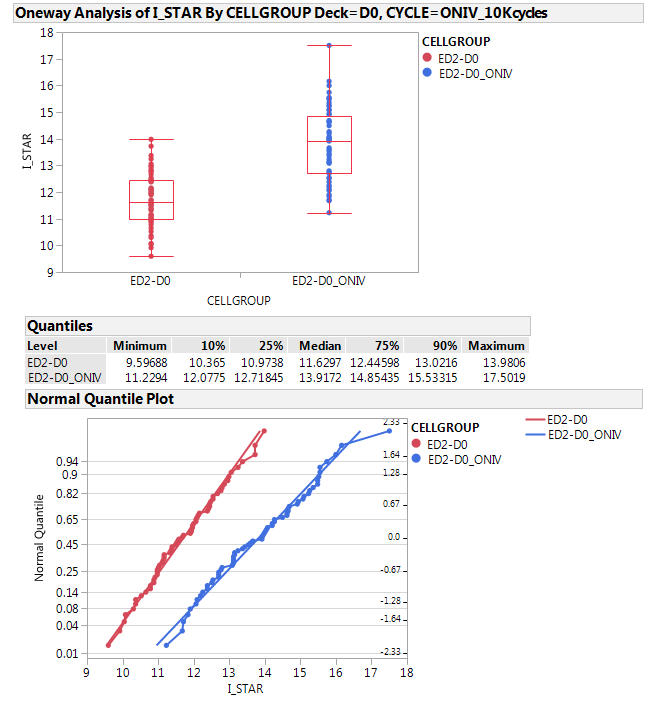 Oneway Analysis of I_STAR By CELLGROUP Deck=D0, CYCLE=ONIV_10Kcycles
18
17
16
15
14
13
12
11
10
9
I_STAR
ED2-D0 ED2-D0_ONIV
CELLGROUP
CELLGROUP
ED2-D0
ED2-D0_ONIV
Quantiles
Level Minimum 10% 25% Median 75% 90% Maximum
ED2-D0 9.59688 10.365 10.9738 11.6297 12.44598 13.0216 13.9806
ED2-D0_ONIV 11.2294 12.0775 12.71845 13.9172 14.85435 15.53315 17.5019
Normal Quantile Plot
0.94
0.9
0.82
0.65
0.45
0.25
0.14
0.08
0.04
0.01
Normal Quantile
2.33
1.64
1.28
0.67
0.0
-0.67
-1.28
-1.64
-2.33
9 10 11 12 13 14 15 16 17 18
I_STAR
CELLGROUP
ED2-D0
ED2-D0_ONIV
ED2-D0
ED2-D0_ONIV